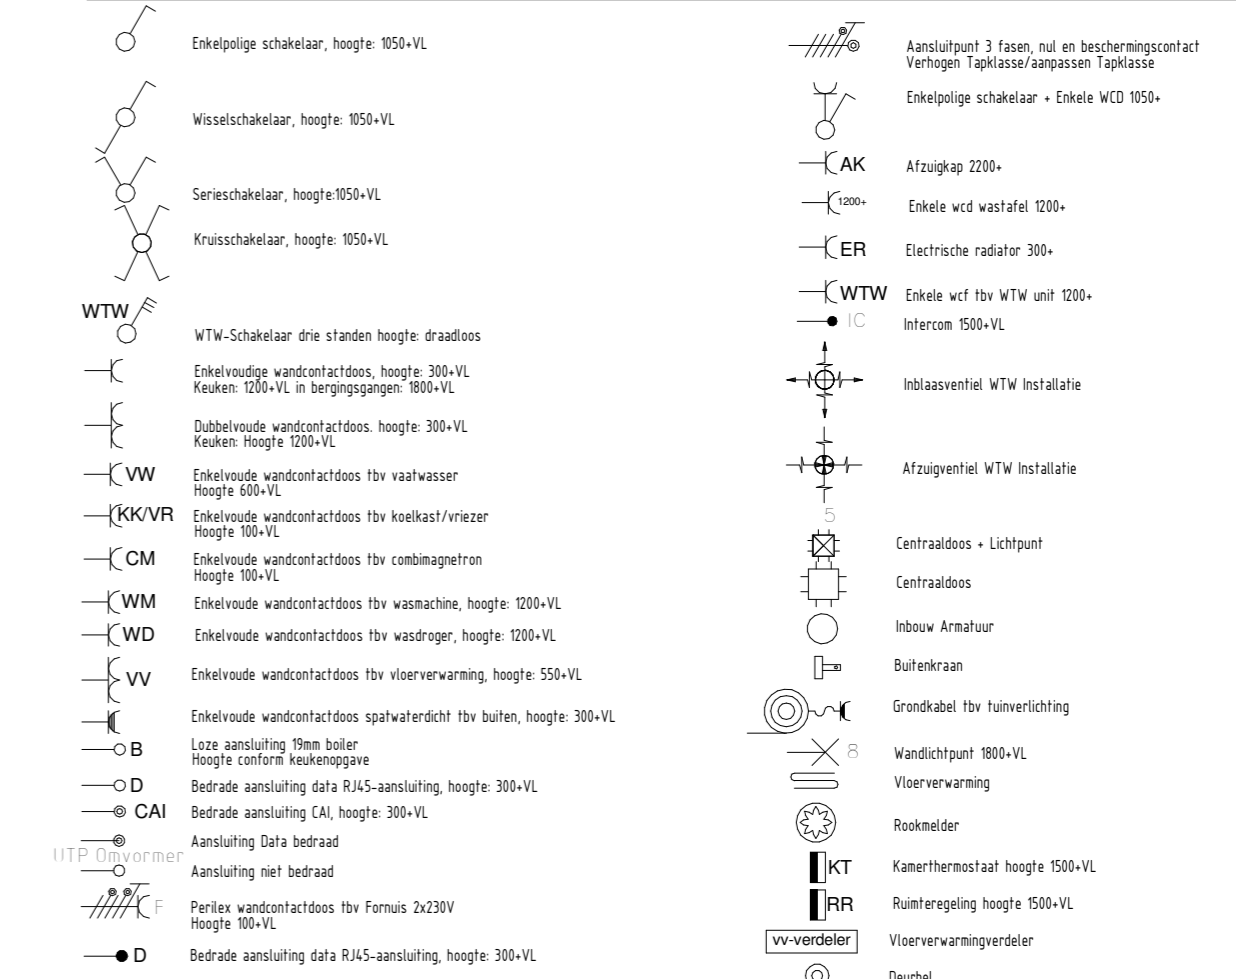 Enkelpolige schakelaar, hoogte: 1050+VL
Wisselschakelaar, hoogte: 1050+VL
Serieschakelaar, hoogte:1050+VL
Kruisschakelaar, hoogte: 1050+VL
WTW
WTW-Schakelaar drie standen hoogte: draadloos
Enkelvoudige wandcontactdoos, hoogte: 300+VL
Keuken: 1200+VL in bergingsgangen: 1800+VL
Dubbelvoude wandcontactdoos. hoogte: 300+VL
Keuken: Hoogte 1200+VL
VW
Enkelvoude wandcontactdoos tbv vaatwasser
Hoogte 600+VL
KK/VR
Enkelvoude wandcontactdoos tbv koelkast/vriezer
Hoogte 100+VL
CM
Enkelvoude wandcontactdoos tbv combimagnetron
Hoogte 100+VL
WM
Enkelvoude wandcontactdoos tbv wasmachine, hoogte: 1200+VL
WD
Enkelvoude wandcontactdoos tbv wasdroger, hoogte: 1200+VL
VV
Enkelvoude wandcontactdoos tbv vloerverwarming, hoogte: 550+VL
Enkelvoude wandcontactdoos spatwaterdicht tbv buiten, hoogte: 300+VL
B
Loze aansluiting 19mm boiler
Hoogte conform keukenopgave
D
Bedrade aansluiting data RJ45-aansluiting, hoogte: 300+VL
CAI
Bedrade aansluiting CAI, hoogte: 300+VL
Aansluiting Data bedraad
UTP Omvormer
Aansluiting niet bedraad
F
Perilex wandcontactdoos tbv Fornuis 2x230V
Hoogte 100+VL
D
Bedrade aansluiting data RJ45-aansluiting, hoogte: 300+VL
Aansluitpunt 3 fasen, nul en beschermingscontact
Verhogen Tapklasse/aanpassen Tapklasse
Enkelpolige schakelaar + Enkele WCD 1050+
AK
Afzuigkap 2200+
1200+
Enkele wcd wastafel 1200+
ER
Electrische radiator 300+
WTW
Enkele wcf tbv WTW unit 1200+
IC
Intercom 1500+VL
Inblaasventiel WTW Installatie
Afzuigventiel WTW Installatie
5
Centraaldoos + Lichtpunt
Centraaldoos
Inbouw Armatuur
Buitenkraan
Grondkabel tbv tuinverlichting
8
Wandlichtpunt 1800+VL
Vloerverwarming
Rookmelder
KT
Kamerthermostaat hoogte 1500+VL
RR
Ruimteregeling hoogte 1500+VL
vv-verdeler
Vloerverwarmingverdeler
Deurbel